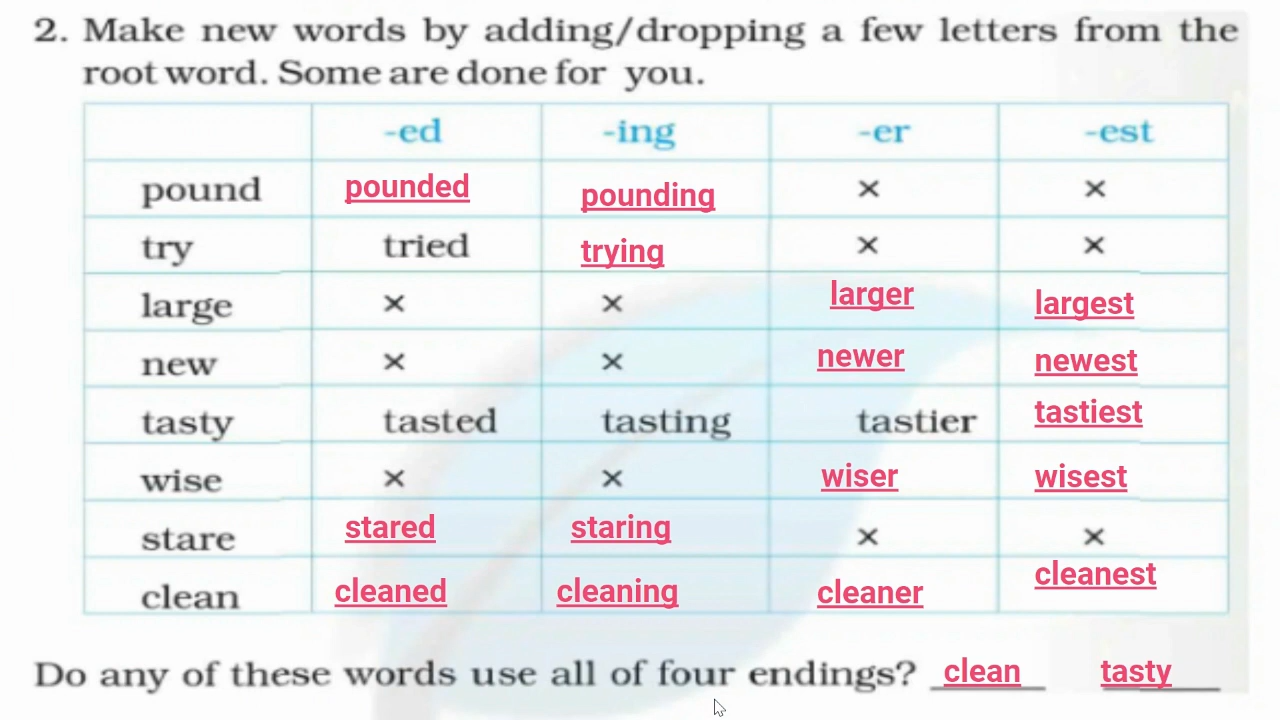 2. Make new words by adding/dropping a few letters from the
root word. Some are done for you.
-ed -ing -er -est
pound pounded pounding × ×
try tried trying × ×
large × × larger largest
new × × newer newest
tasty tasted tasting tastier tastiest
wise × × wiser wisest
stare stared staring × ×
clean cleaned cleaning cleaner cleanest
Do any of these words use all of four endings? clean tasty